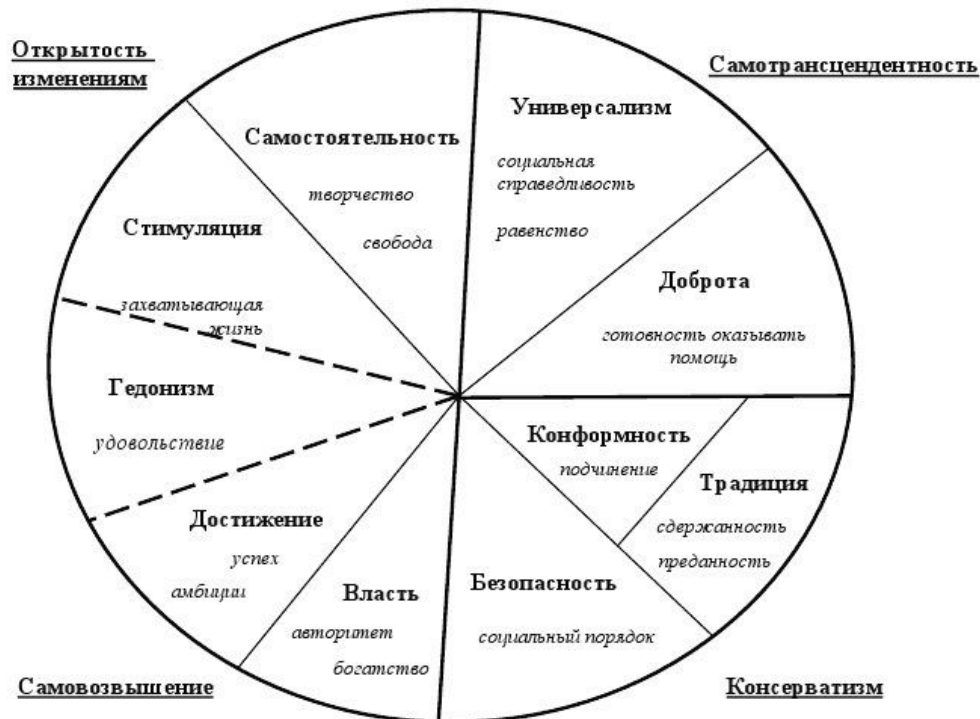 Открытость
изменениям
Самотрансцендентность
Универсализм
Самостоятельность
социальная
справедливость
творчество
равенство
свобода
Стимуляция
Доброта
захватывающая
жизнь
готовность оказывать
помощь
Гедонизм
удовольствие
Конформность
подчинение
Традиция
Достижение
сдержанность
успех
преданность
амбиции
Власть
Безопасность
авторитет
социальный порядок
богатство
Самовозвышение
Консерватизм